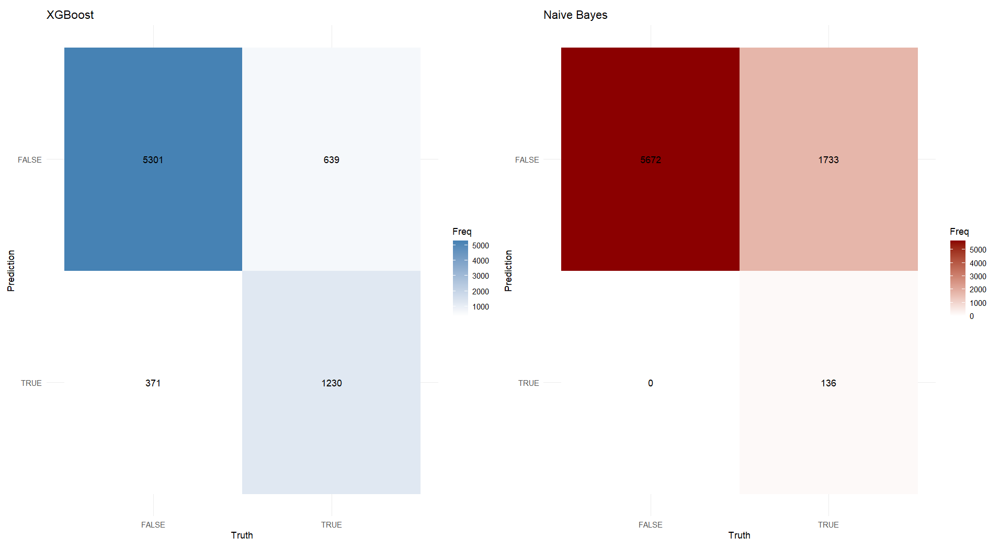 XGBoost
FALSE
TRUE
Prediction
5301
639
371
1230
FALSE
TRUE
Truth
Freq
5000
4000
3000
2000
1000
Naive Bayes
FALSE
TRUE
Prediction
5672
1733
0
136
FALSE
TRUE
Truth
Freq
5000
4000
3000
2000
1000
0